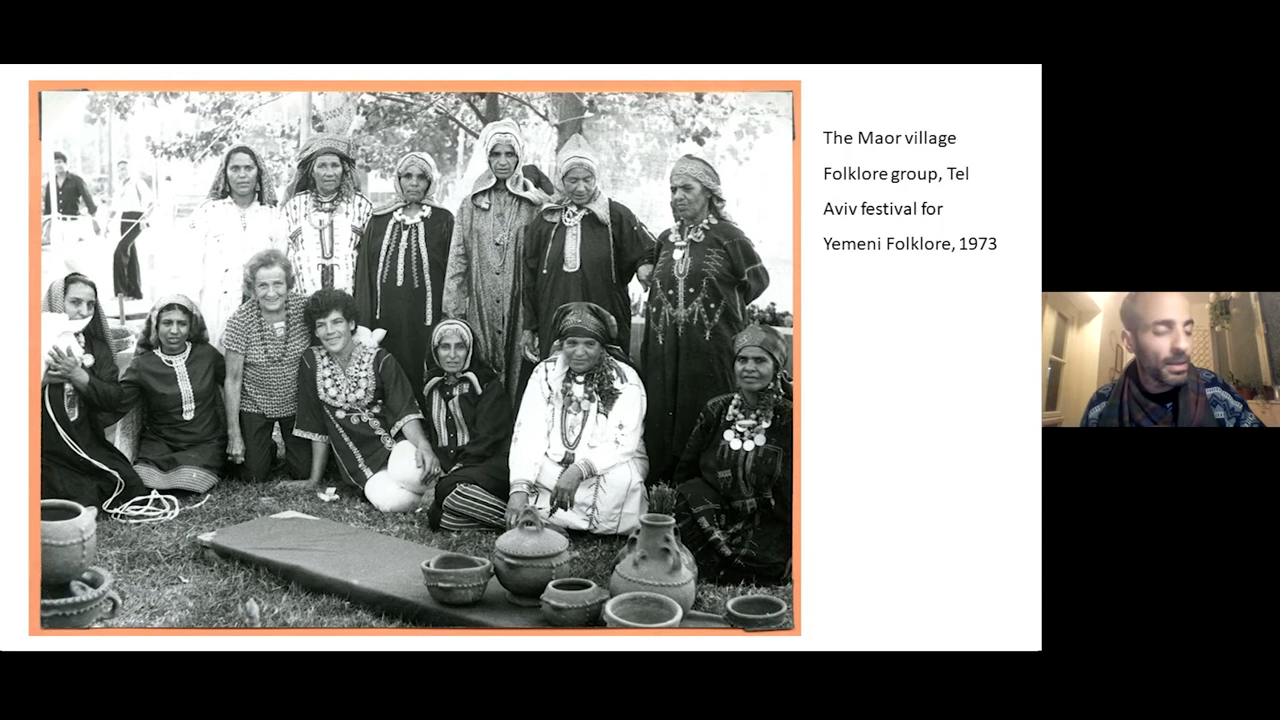 The Maor village
Folklore group, Tel
Aviv festival for
Yemeni Folklore, 1973